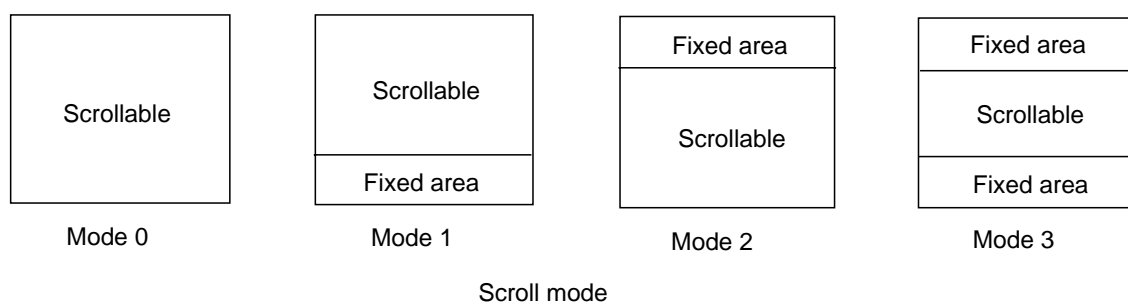 Scrollable
Mode 0
Scrollable
Fixed area
Mode 1
Fixed area
Scrollable
Mode 2
Fixed area
Scrollable
Fixed area
Mode 3
Scroll mode